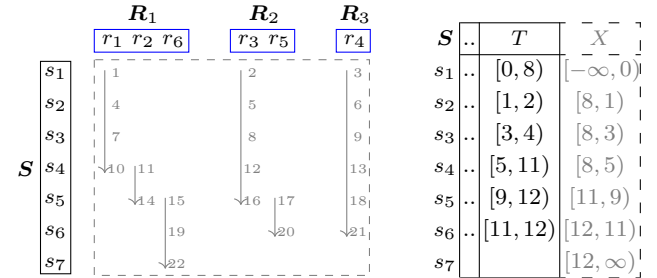 R1 R2 R3
r1 r2 r6 r3 r5 r4
S .. T X
s1 1 2 3 s1 .. [0, 8) [−∞, 0)
s2 4 5 6 s2 .. [1, 2) [8, 1)
s3 7 8 9 s3 .. [3, 4) [8, 3)
S s4 10 11 12 13 s4 .. [5, 11) [8, 5)
s5 14 15 16 17 18 s5 .. [9, 12) [11, 9)
s6 19 20 21 s6 .. [11, 12) [12, 11)
s7 22 s7 [12, ∞)